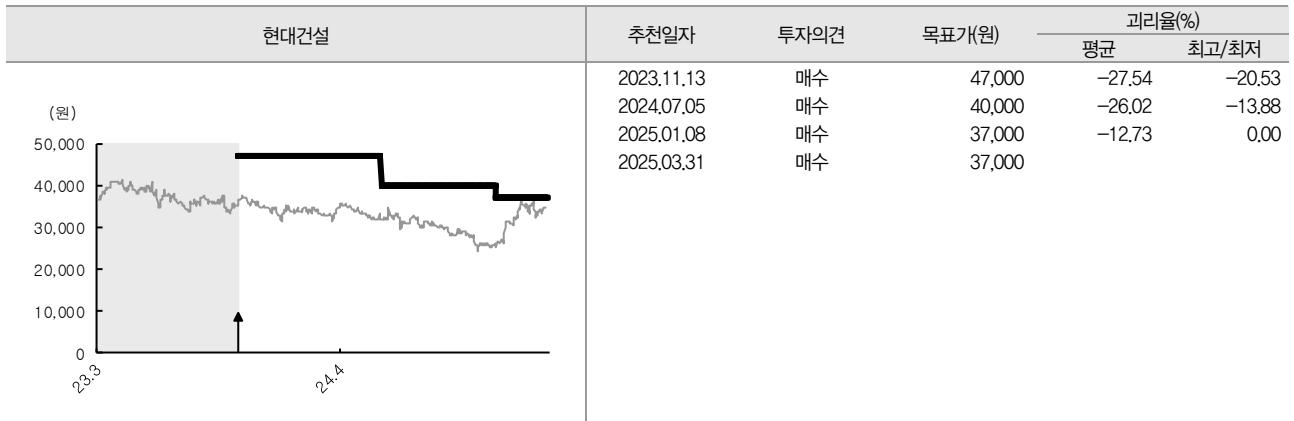 현대건설 추천일자 투자의견 목표가(원) 괴리율(%)
평균 최고/최저
2023.11.13 매수 47,000 -27.54 -20.53
2024.07.05 매수 40,000 -26.02 -13.88
2025.01.08 매수 37,000 -12.73 0.00
2025.03.31 매수 37,000
(원)
50,000
40,000
30,000
20,000
10,000
0
23.3 24.4